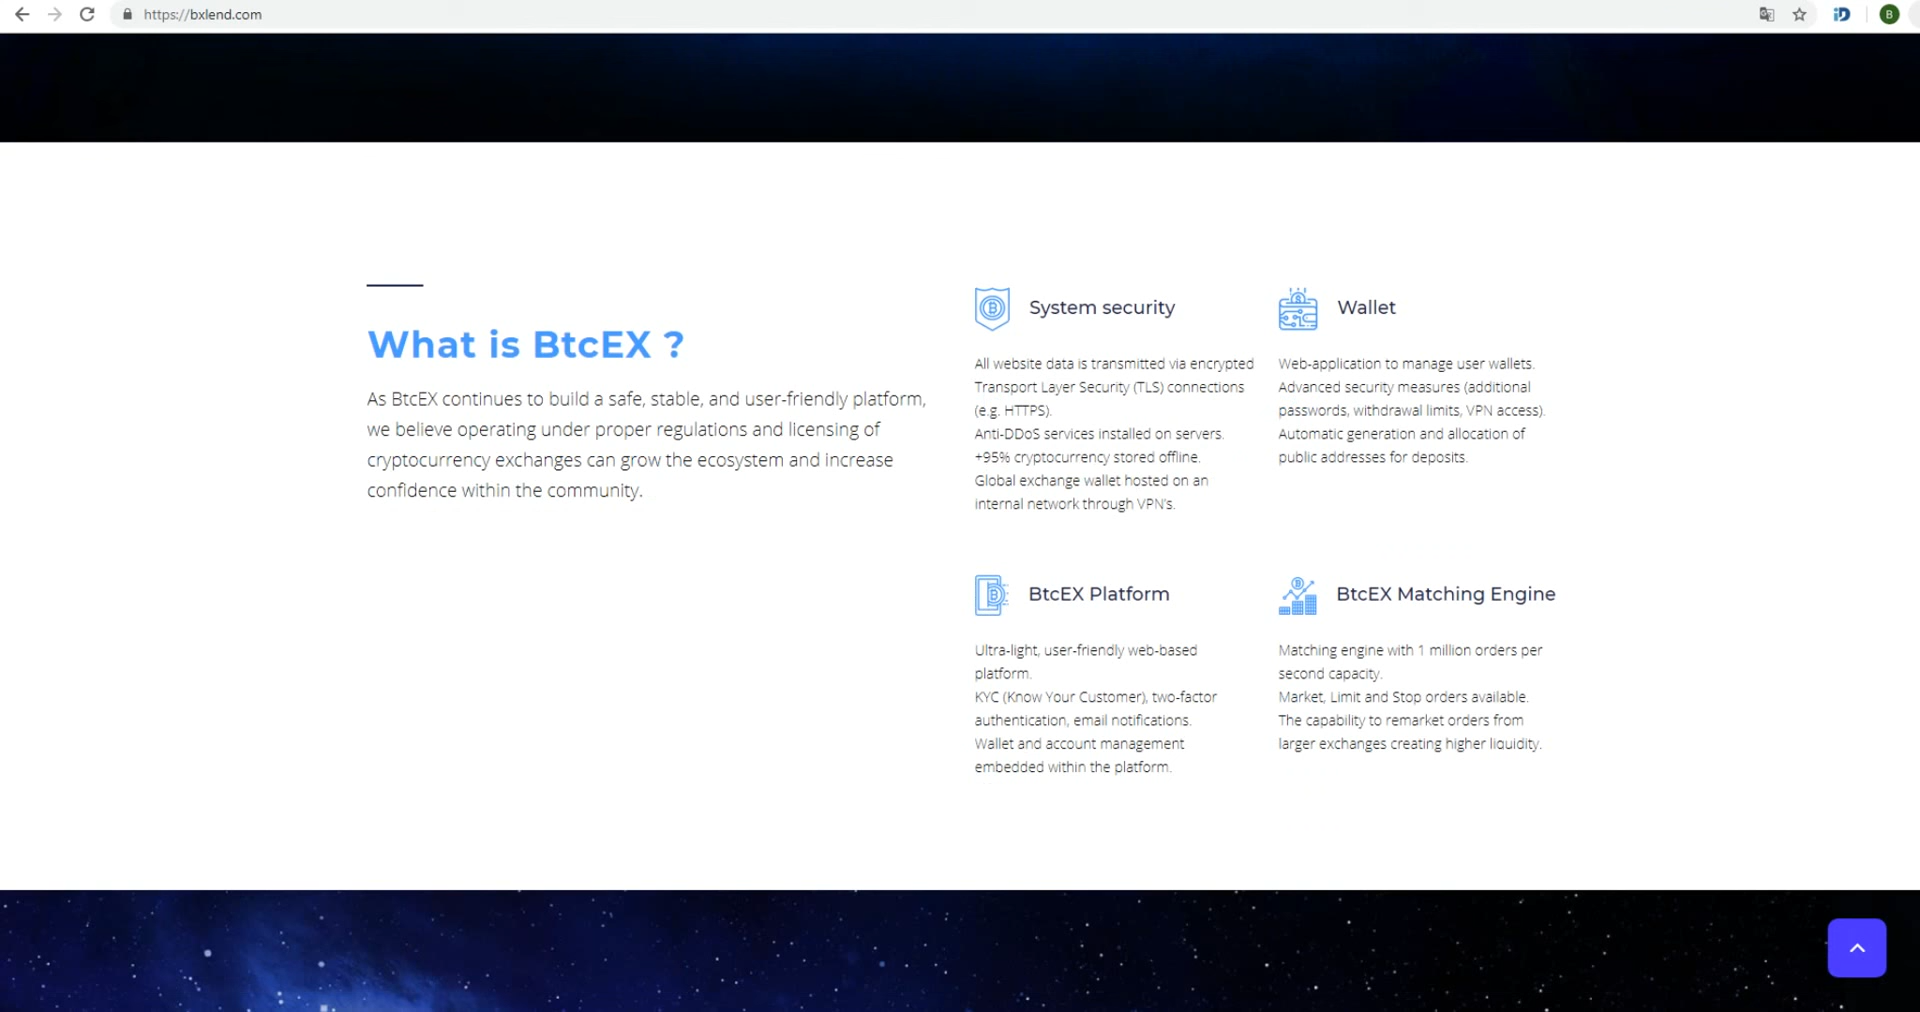 https://bxlend.com
B
What is BtcEX ?
As BtcEX continues to build a safe, stable, and user-friendly platform,
we believe operating under proper regulations and licensing of
cryptocurrency exchanges can grow the ecosystem and increase
confidence within the community.
System security
All website data is transmitted via encrypted
Transport Layer Security (TLS) connections
(e.g. HTTPS).
Anti-DDoS services installed on servers.
+95% cryptocurrency stored offline.
Global exchange wallet hosted on an
internal network through VPN's.
Wallet
Web-application to manage user wallets.
Advanced security measures (additional
passwords, withdrawal limits, VPN access).
Automatic generation and allocation of
public addresses for deposits.
BtcEX Platform
Ultra-light, user-friendly web-based
platform.
KYC (Know Your Customer), two-factor
authentication, email notifications.
Wallet and account management
embedded within the platform.
BtcEX Matching Engine
Matching engine with 1 million orders per
second capacity.
Market, Limit and Stop orders available.
The capability to remarket orders from
larger exchanges creating higher liquidity.